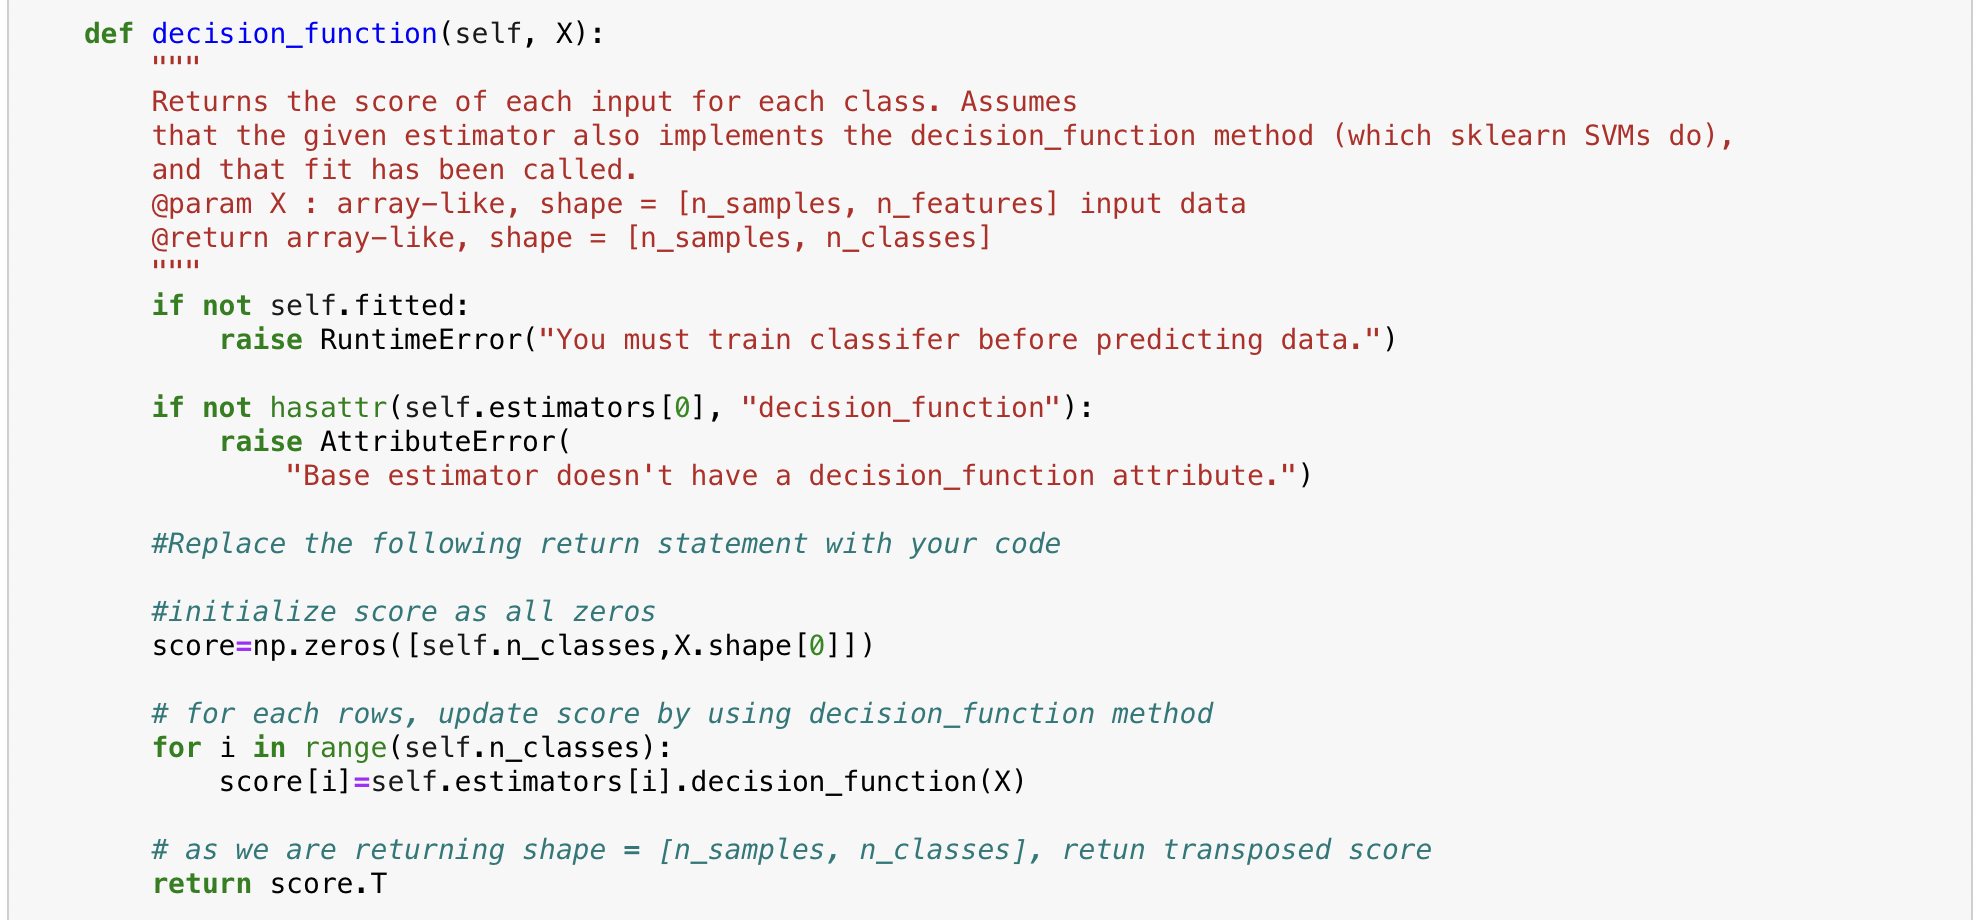 def decision_function(self, X):
"""
Returns the score of each input for each class. Assumes
that the given estimator also implements the decision_function method (which sklearn SVMs do),
and that fit has been called.
@param X : array-like, shape = [n_samples, n_features] input data
@return array-like, shape = [n_samples, n_classes]
"""
if not self.fitted:
raise RuntimeError("You must train classifer before predicting data.")
if not hasattr(self.estimators[0], "decision_function"):
raise AttributeError(
"Base estimator doesn't have a decision_function attribute.")
#Replace the following return statement with your code
#initialize score as all zeros
score=np.zeros([self.n_classes,X.shape[0]])
# for each rows, update score by using decision_function method
for i in range(self.n_classes):
score[i]=self.estimators[i].decision_function(X)
# as we are returning shape = [n_samples, n_classes], retun transposed score
return score.T